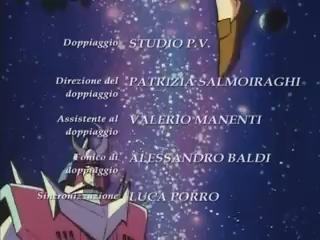 Doppiaggio STUDIO P.V.
Direzione del doppiaggio PATRIZIA SALMOIRAGHI
Assistente al doppiaggio VALERIO MANENTI
Fonico di doppiaggio ALESSANDRO BALDI
Sincronizzazione LUCA PORRO